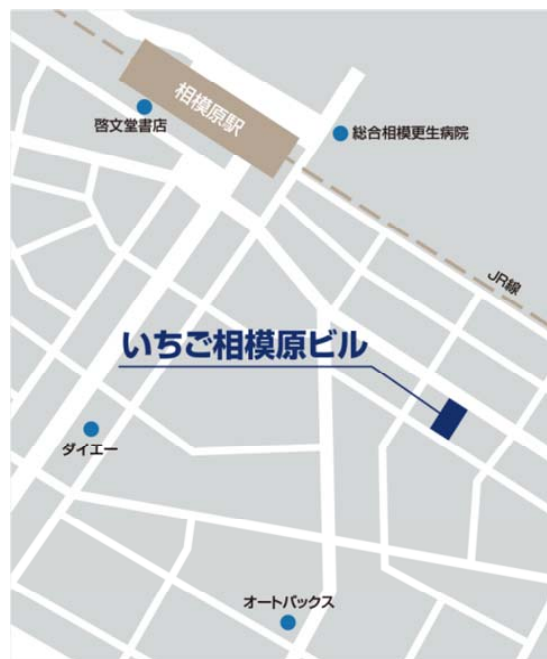 相模原駅
啓文堂書店
総合相模更生病院
JR線
いちご相模原ビル
ダイエー
オートバックス